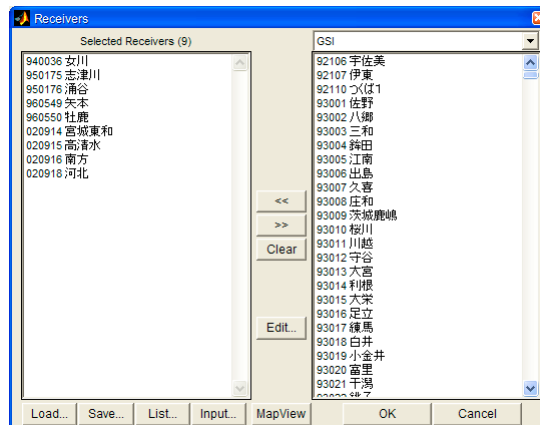 Receivers
Selected Receivers (9)
GSI
940036 女川
950175 志津川
950176 涌谷
960549 矢本
960550 牡鹿
020914 宮城東和
020915 高清水
020916 南方
020918 河北
<<
>>
Clear
Edit...
92106 宇佐美
92107 伊東
92110 つくば1
93001 佐野
93002 八郷
93003 三和
93004 鉾田
93005 江南
93006 出島
93007 久喜
93008 庄和
93009 茨城鹿嶋
93010 桜川
93011 川越
93012 守谷
93013 大宮
93014 利根
93015 大栄
93016 足立
93017 練馬
93018 白井
93019 小金井
93020 富里
93021 干潟
93022 銚子
Load...
Save...
List...
Input...
MapView
OK
Cancel